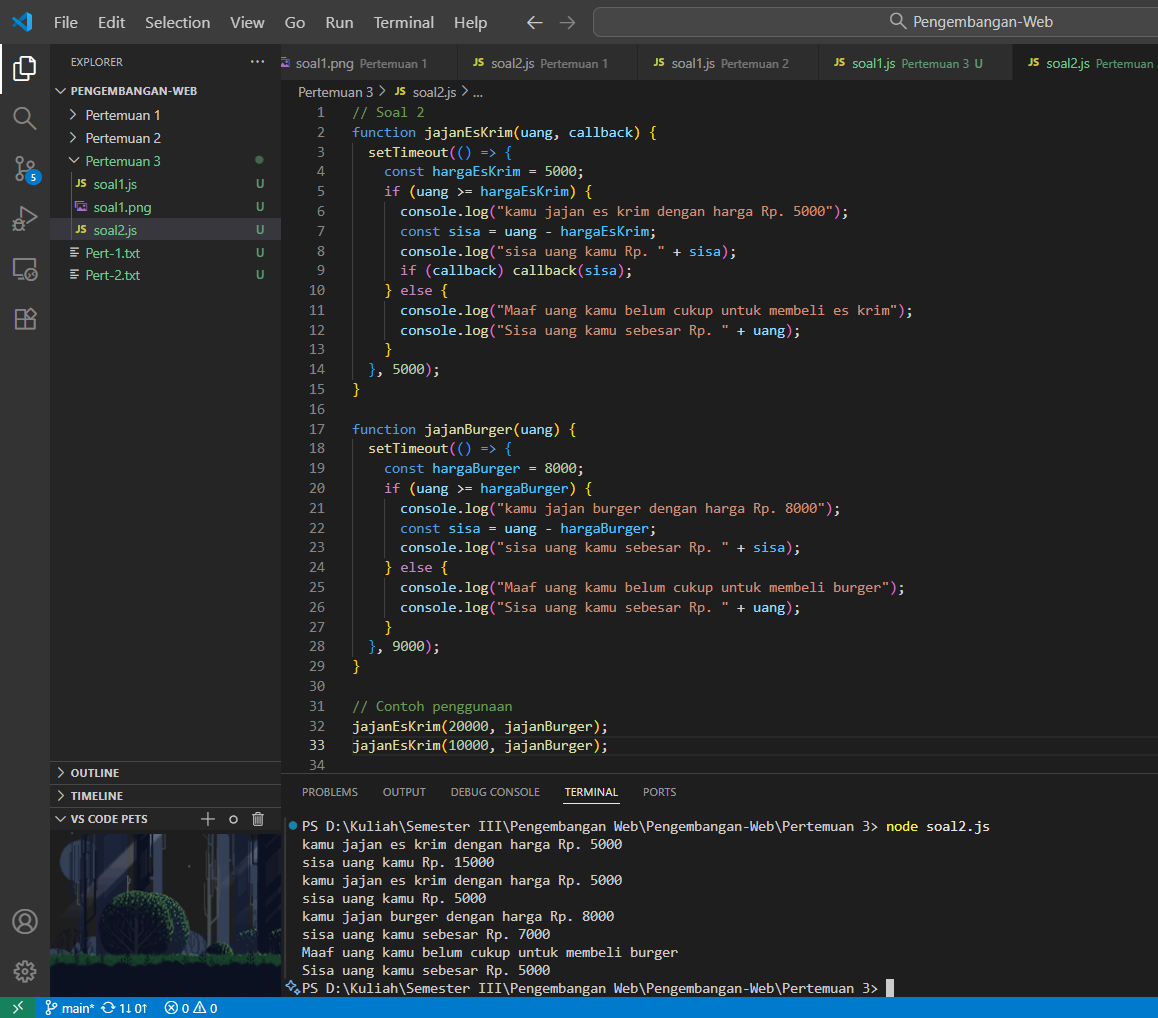 File Edit Selection View Go Run Terminal Help ← → Pengembangan-Web
EXPLORER ...
PENGEMBANGAN-WEB
Pertemuan 1
Pertemuan 2
Pertemuan 3
JS soal1.js U
soal1.png U
JS soal2.js U
Pert-1.txt U
Pert-2.txt U
5
OUTLINE
TIMELINE
VS CODE PETS
soal1.png Pertemuan 1 JS soal2.js Pertemuan 1 JS soal1.js Pertemuan 2 JS soal1.js Pertemuan 3 U JS soal2.js Pertemuan
Pertemuan 3 > JS soal2.js > ...
1 // Soal 2
2 function jajanEsKrim(uang, callback) {
3   setTimeout(() => {
4     const hargaEsKrim = 5000;
5     if (uang >= hargaEsKrim) {
6       console.log("kamu jajan es krim dengan harga Rp. 5000");
7       const sisa = uang - hargaEsKrim;
8       console.log("sisa uang kamu Rp. " + sisa);
9       if (callback) callback(sisa);
10     } else {
11       console.log("Maaf uang kamu belum cukup untuk membeli es krim");
12       console.log("Sisa uang kamu sebesar Rp. " + uang);
13     }
14   }, 5000);
15 }
16
17 function jajanBurger(uang) {
18   setTimeout(() => {
19     const hargaBurger = 8000;
20     if (uang >= hargaBurger) {
21       console.log("kamu jajan burger dengan harga Rp. 8000");
22       const sisa = uang - hargaBurger;
23       console.log("sisa uang kamu sebesar Rp. " + sisa);
24     } else {
25       console.log("Maaf uang kamu belum cukup untuk membeli burger");
26       console.log("Sisa uang kamu sebesar Rp. " + uang);
27     }
28   }, 9000);
29 }
30
31 // Contoh penggunaan
32 jajanEsKrim(20000, jajanBurger);
33 jajanEsKrim(10000, jajanBurger);
34
PROBLEMS OUTPUT DEBUG CONSOLE TERMINAL PORTS
PS D:\Kuliah\Semester III\Pengembangan Web\Pengembangan-Web\Pertemuan 3> node soal2.js
kamu jajan es krim dengan harga Rp. 5000
sisa uang kamu Rp. 15000
kamu jajan es krim dengan harga Rp. 5000
sisa uang kamu Rp. 5000
kamu jajan burger dengan harga Rp. 8000
sisa uang kamu sebesar Rp. 7000
Maaf uang kamu belum cukup untuk membeli burger
Sisa uang kamu sebesar Rp. 5000
PS D:\Kuliah\Semester III\Pengembangan Web\Pengembangan-Web\Pertemuan 3>
main* 1↓ 0↑ 0 0